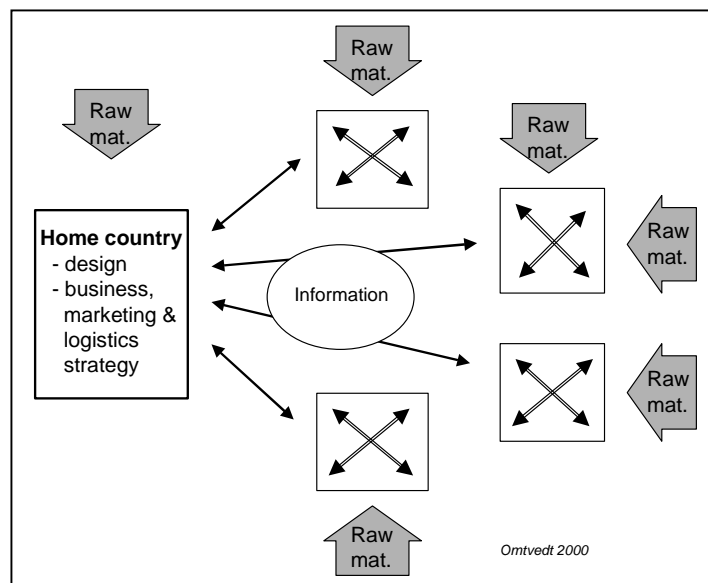 Raw
mat.
Raw
mat.
Raw
mat.
Home country
- design
- business,
marketing &
logistics
strategy
Information
Raw
mat.
Raw
mat.
Raw
mat.
Omtvedt 2000